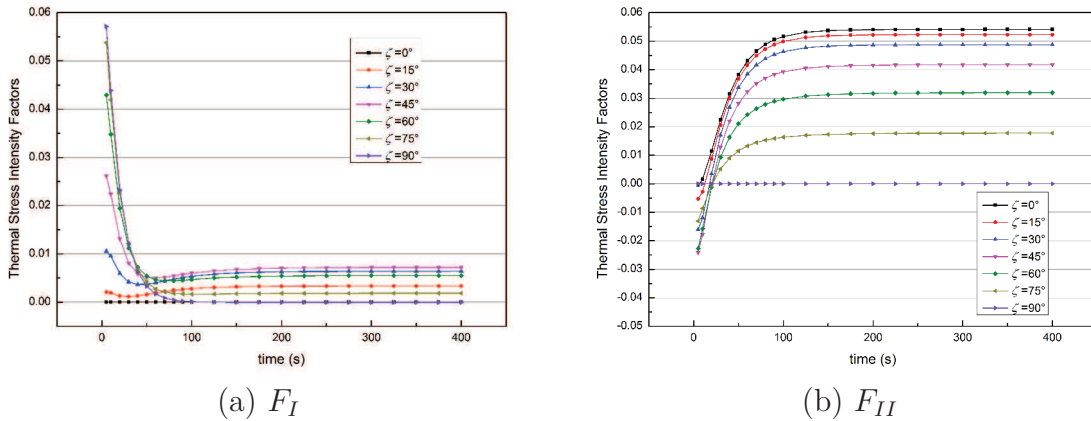 0.06
0.05
0.04
0.03
0.02
0.01
0.00
Thermal Stress Intensity Factors
ζ=0°
ζ=15°
ζ=30°
ζ=45°
ζ=60°
ζ=75°
ζ=90°
0 100 200 300 400
time (s)
(a) F_I
0.06
0.05
0.04
0.03
0.02
0.01
0.00
-0.01
-0.02
-0.03
-0.04
-0.05
Thermal Stress Intensity Factors
ζ=0°
ζ=15°
ζ=30°
ζ=45°
ζ=60°
ζ=75°
ζ=90°
0 100 200 300 400
time (s)
(b) F_{II}